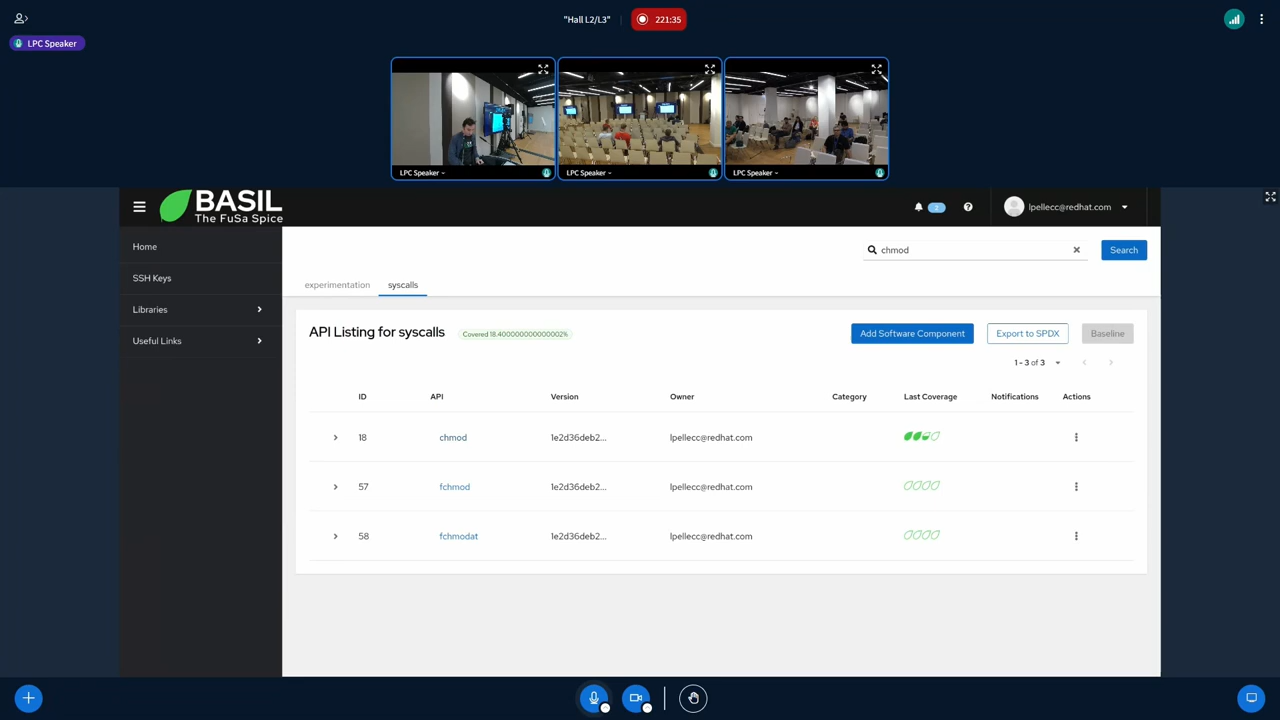 "Hall L2/L3"
221:35
LPC Speaker
LPC Speaker
LPC Speaker
LPC Speaker
BASIL
The FuSa Spice
lpellecc@redhat.com
Home
SSH Keys
Libraries
Useful Links
chmod
Search
experimentation
syscalls
API Listing for syscalls
Covered 18.400000000000002%
Add Software Component
Export to SPDX
Baseline
1 - 3 of 3
ID API Version Owner Category Last Coverage Notifications Actions
18 chmod 1e2d36deb2... lpellecc@redhat.com
57 fchmod 1e2d36deb2... lpellecc@redhat.com
58 fchmodat 1e2d36deb2... lpellecc@redhat.com